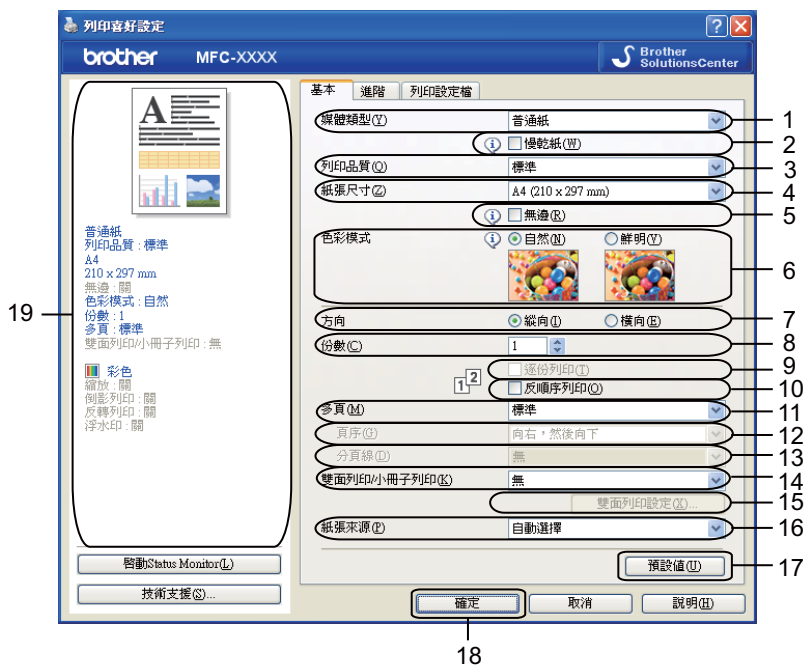 列印喜好設定
brother MFC-XXXX Brother SolutionsCenter
基本 進階 列印設定檔
媒體類型(Y) 普通紙 1
慢乾紙(W) 2
列印品質(Q) 標準 3
紙張尺寸(Z) A4 (210 x 297 mm) 4
無邊(R) 5
色彩模式 自然(N) 鮮明(V) 6
方向 縱向(I) 橫向(E) 7
份數(C) 1 8
逐份列印(T) 9
1 2 反順序列印(O) 10
多頁(M) 標準 11
頁序(G) 向右，然後向下 12
分頁線(D) 無 13
雙面列印/小冊子列印(K) 無 14
雙面列印設定(X)... 15
紙張來源(P) 自動選擇 16
預設值(U) 17
A
普通紙
列印品質 : 標準
A4
210 x 297 mm
無邊 : 關
色彩模式 : 自然
份數 : 1
多頁 : 標準
雙面列印/小冊子列印 : 無
彩色
縮放 : 關
倒影列印 : 關
反轉列印 : 關
浮水印 : 關
19
啓動Status Monitor(L)
技術支援(S)...
確定 取消 說明(H)
18